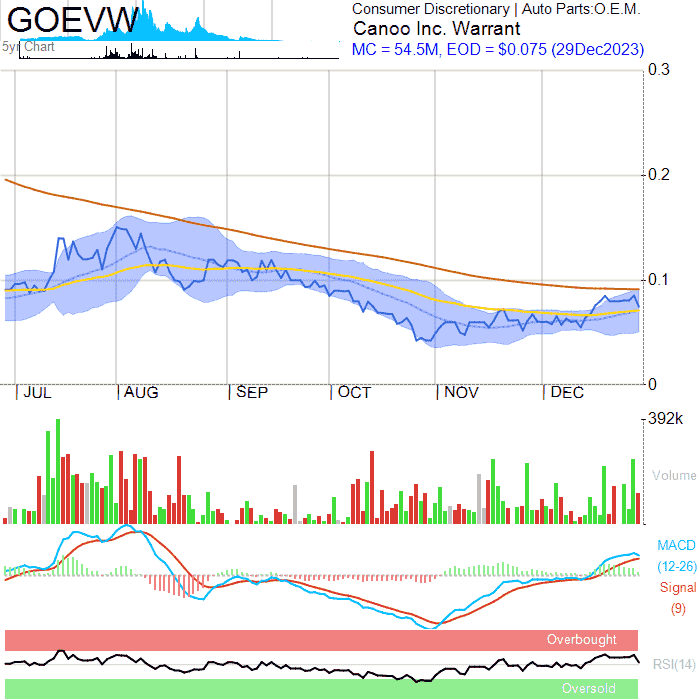 GOEVW
5yr Chart
Consumer Discretionary | Auto Parts:O.E.M.
Canoo Inc. Warrant
MC = 54.5M, EOD = $0.075 (29Dec2023)
0.3
0.2
0.1
0
JUL AUG SEP OCT NOV DEC
392k
Volume
MACD
(12-26)
Signal
(9)
Overbought
RSI(14)
Oversold